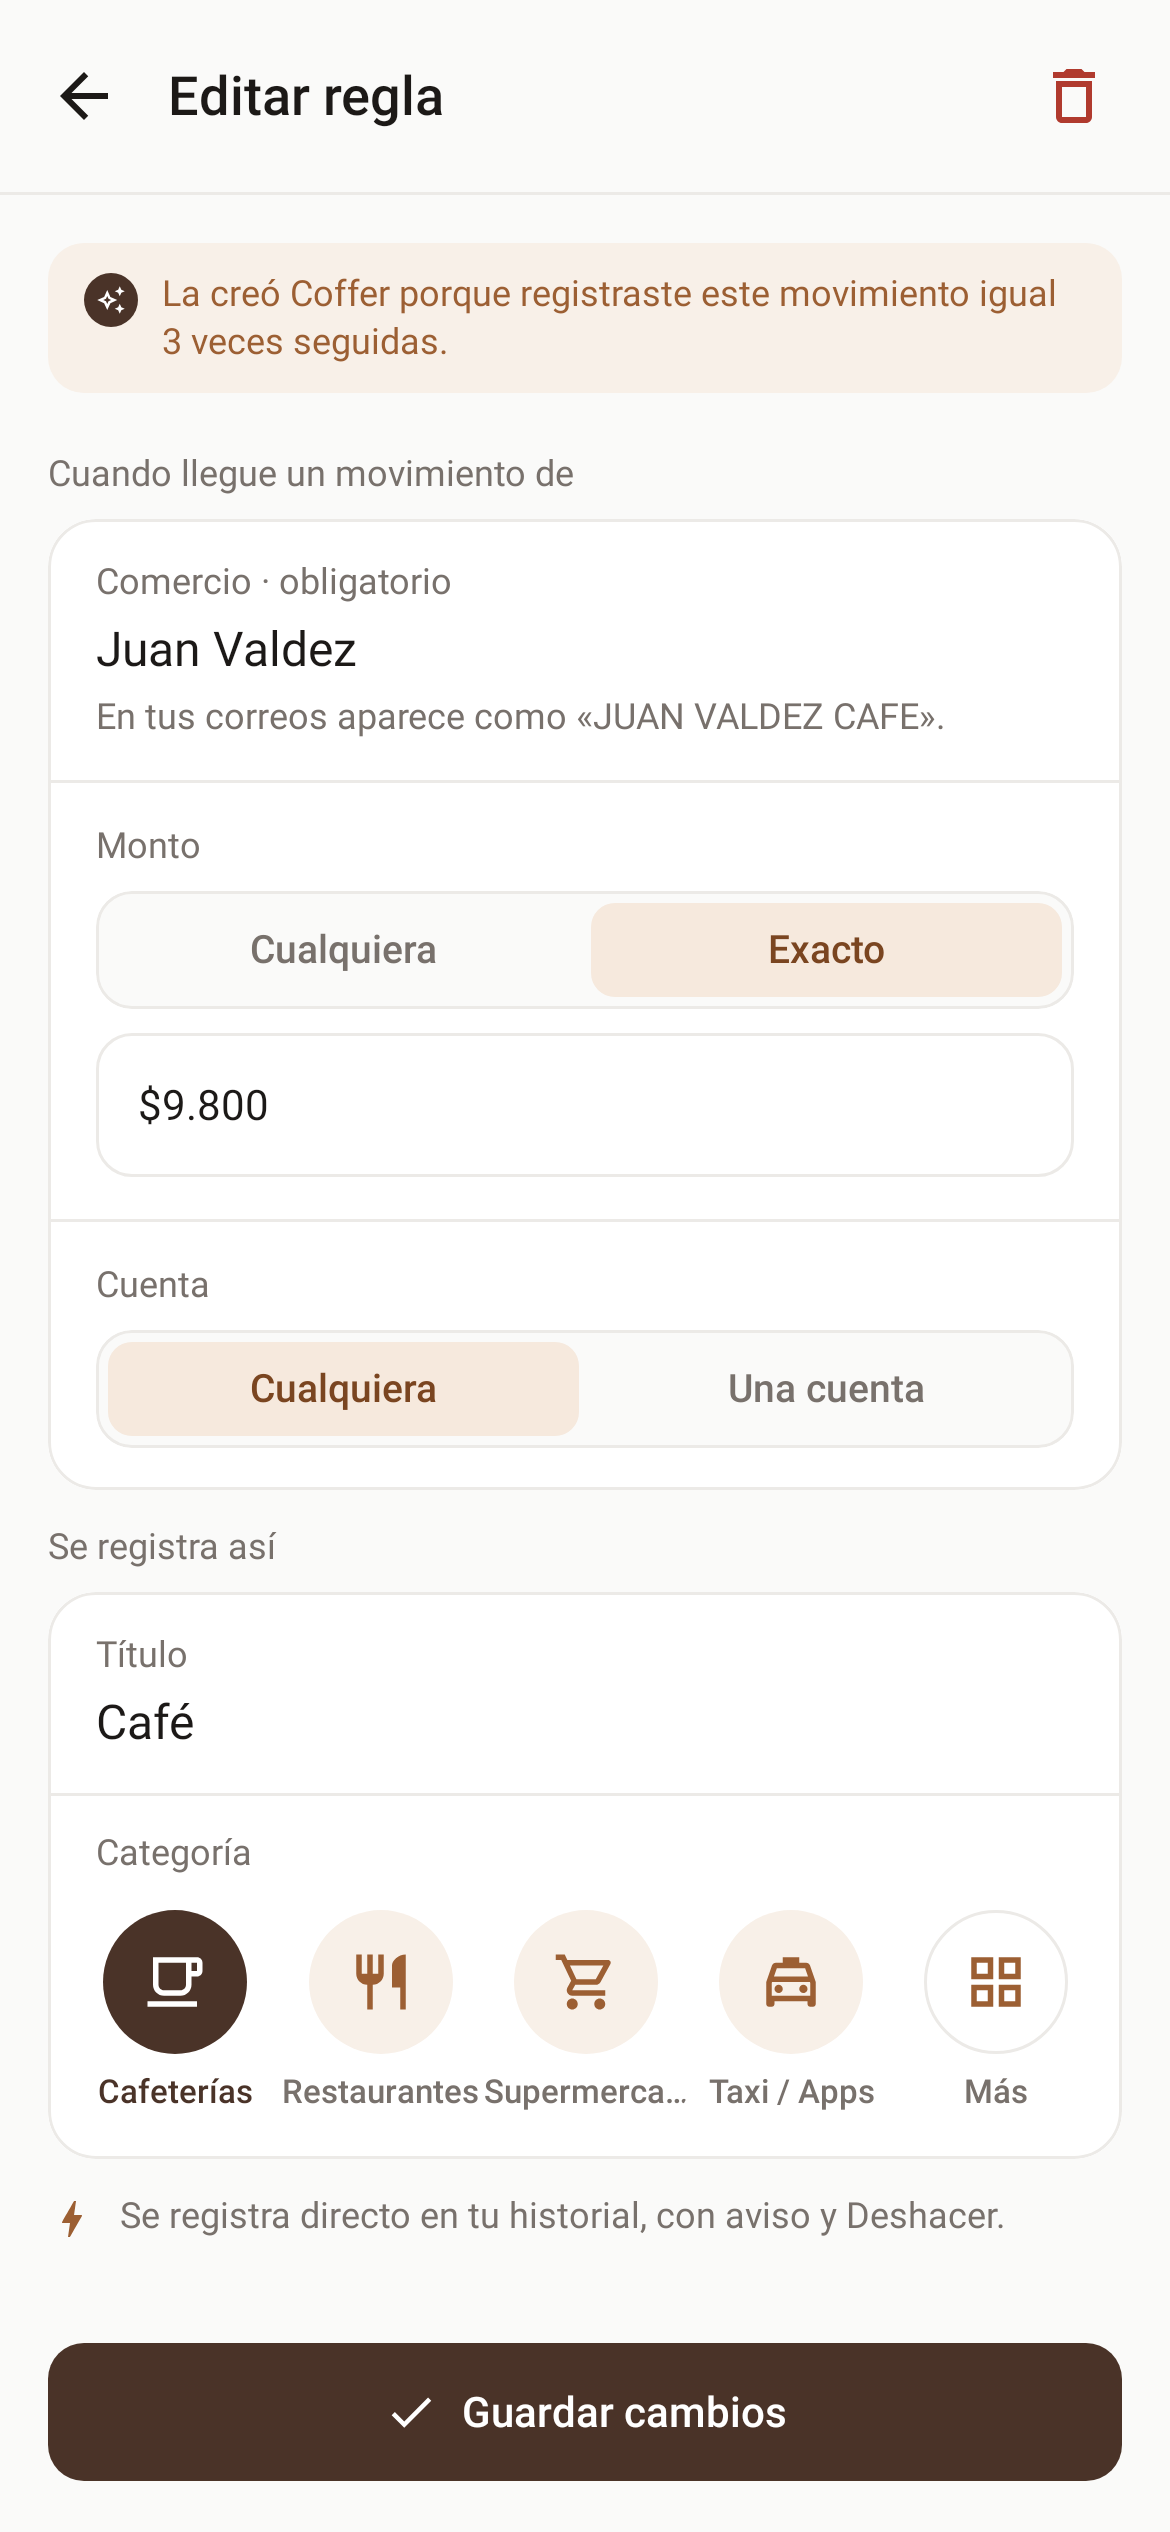 Editar regla
La creó Coffer porque registraste este movimiento igual
3 veces seguidas.
Cuando llegue un movimiento de
Comercio · obligatorio
Juan Valdez
En tus correos aparece como «JUAN VALDEZ CAFE».
Monto
Cualquiera Exacto
$9.800
Cuenta
Cualquiera Una cuenta
Se registra así
Título
Café
Categoría
Cafeterías Restaurantes Supermerca... Taxi / Apps Más
Se registra directo en tu historial, con aviso y Deshacer.
Guardar cambios